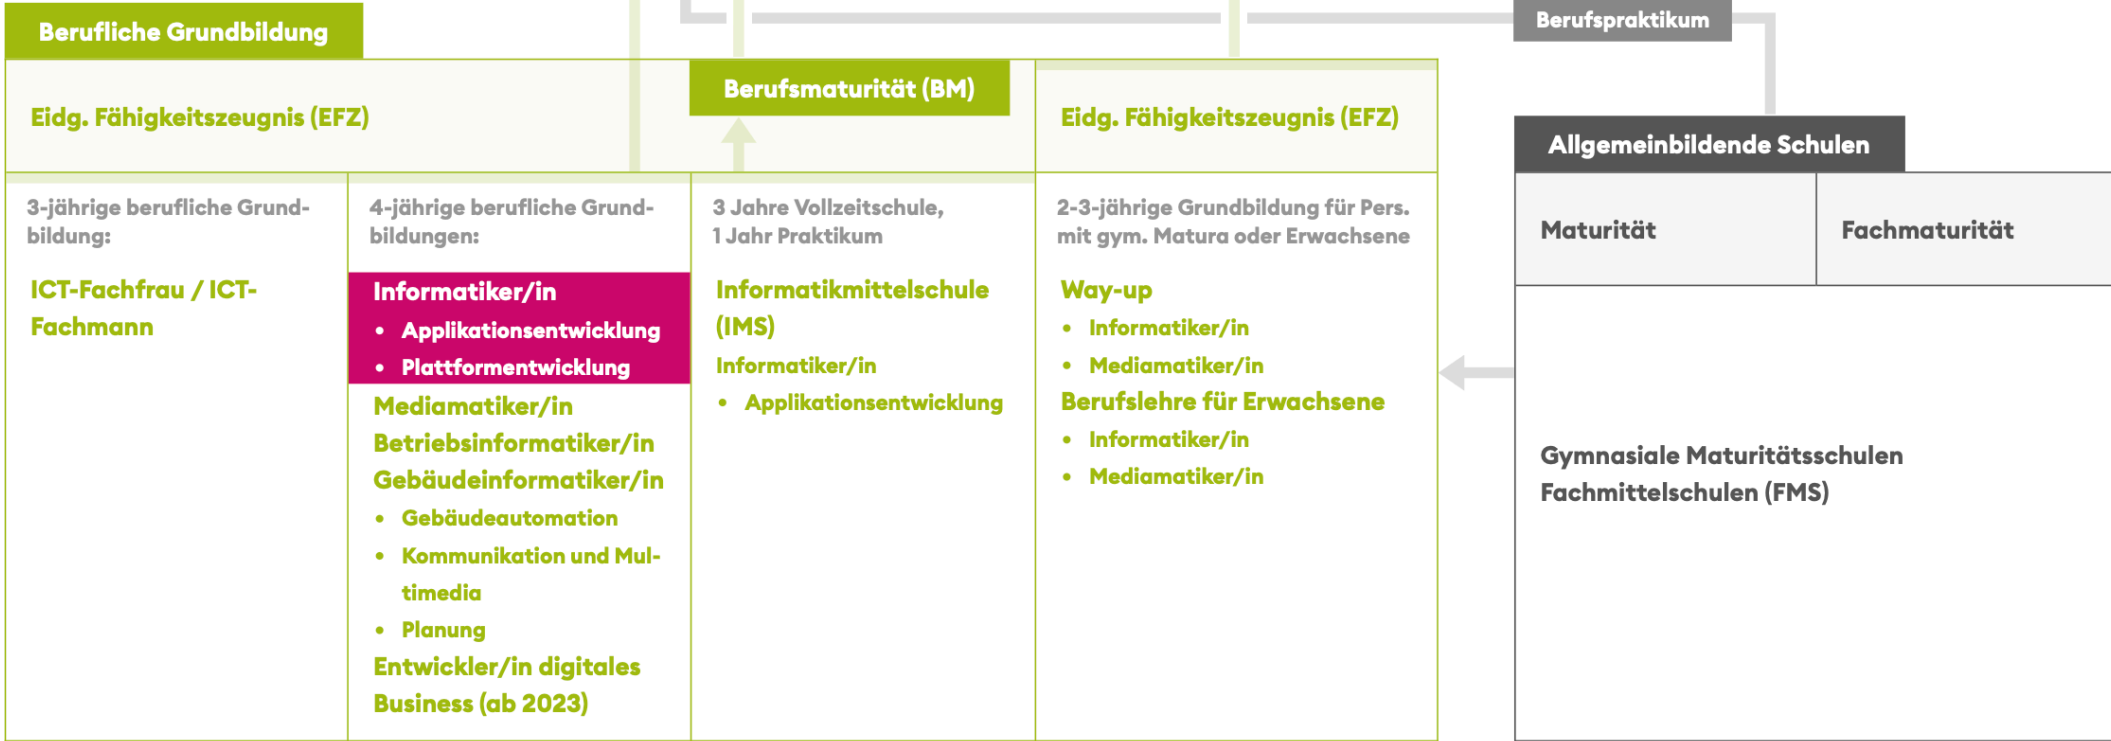 Berufliche Grundbildung
Berufspraktikum
Berufsmaturität (BM)
Eidg. Fähigkeitszeugnis (EFZ)
Eidg. Fähigkeitszeugnis (EFZ)
Allgemeinbildende Schulen
3-jährige berufliche Grund-
bildung:
ICT-Fachfrau / ICT-
Fachmann
4-jährige berufliche Grund-
bildungen:
Informatiker/in
• Applikationsentwicklung
• Plattformentwicklung
Mediamatiker/in
Betriebsinformatiker/in
Gebäudeinformatiker/in
• Gebäudeautomation
• Kommunikation und Mul-
timedia
• Planung
Entwickler/in digitales
Business (ab 2023)
3 Jahre Vollzeitschule,
1 Jahr Praktikum
Informatikmittelschule
(IMS)
Informatiker/in
• Applikationsentwicklung
2-3-jährige Grundbildung für Pers.
mit gym. Matura oder Erwachsene
Way-up
• Informatiker/in
• Mediamatiker/in
Berufslehre für Erwachsene
• Informatiker/in
• Mediamatiker/in
Maturität
Fachmaturität
Gymnasiale Maturitätsschulen
Fachmittelschulen (FMS)